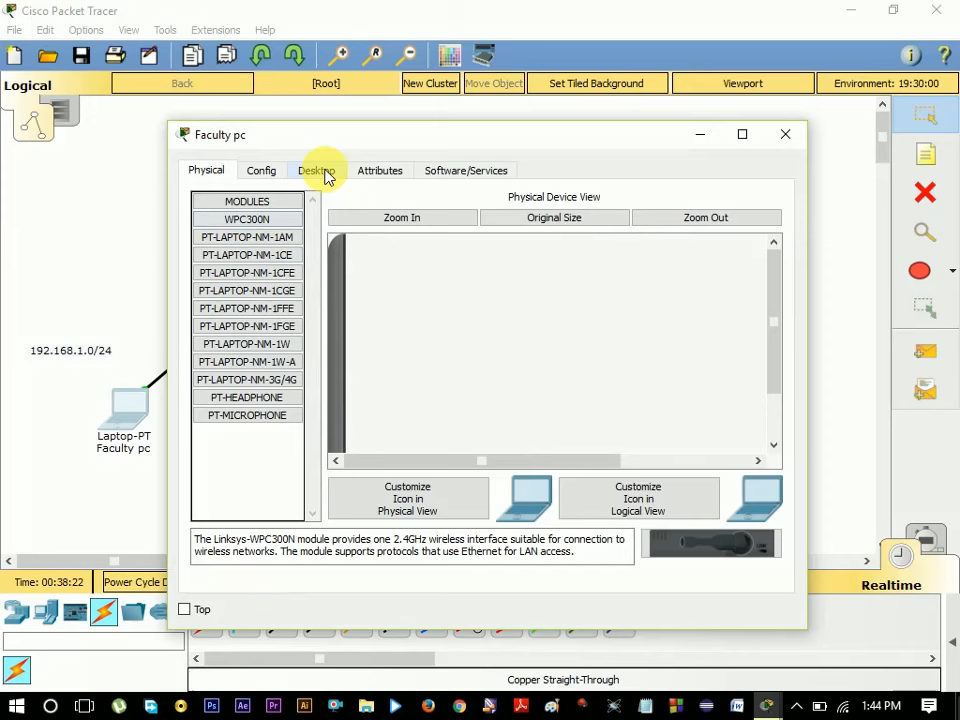 Cisco Packet Tracer
File Edit Options View Tools Extensions Help
Logical Back [Root] New Cluster Move Object Set Tiled Background Viewport Environment: 19:30:00
Faculty pc
Physical Config Desktop Attributes Software/Services
MODULES
WPC300N
PT-LAPTOP-NM-1AM
PT-LAPTOP-NM-1CE
PT-LAPTOP-NM-1CFE
PT-LAPTOP-NM-1CGE
PT-LAPTOP-NM-1FFE
PT-LAPTOP-NM-1FGE
PT-LAPTOP-NM-1W
PT-LAPTOP-NM-1W-A
PT-LAPTOP-NM-3G/4G
PT-HEADPHONE
PT-MICROPHONE
Physical Device View
Zoom In Original Size Zoom Out
192.168.1.0/24
Laptop-PT
Faculty pc
Customize
Icon in
Physical View
Customize
Icon in
Logical View
The Linksys-WPC300N module provides one 2.4GHz wireless interface suitable for connection to
wireless networks. The module supports protocols that use Ethernet for LAN access.
Time: 00:38:22 Power Cycle D
Realtime
Top
Copper Straight-Through
1:44 PM